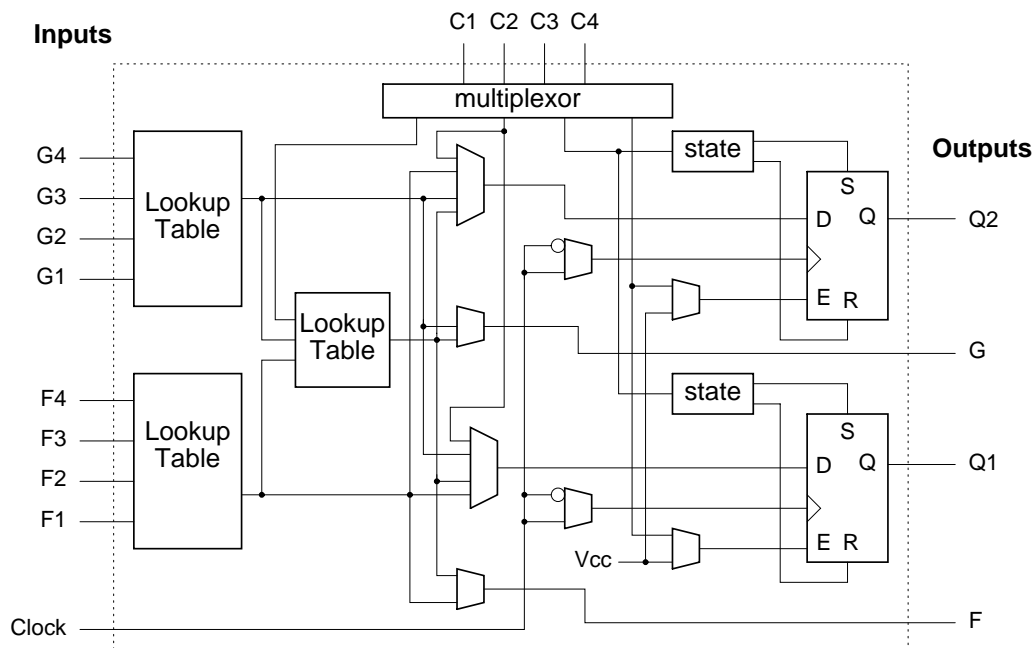 C1 C2 C3 C4
Inputs
multiplexor
G4
G3
G2
G1
Lookup
Table
state
Outputs
S
D Q
E R
Q2
Lookup
Table
G
F4
F3
F2
F1
Lookup
Table
state
S
D Q
E R
Q1
Vcc
F
Clock